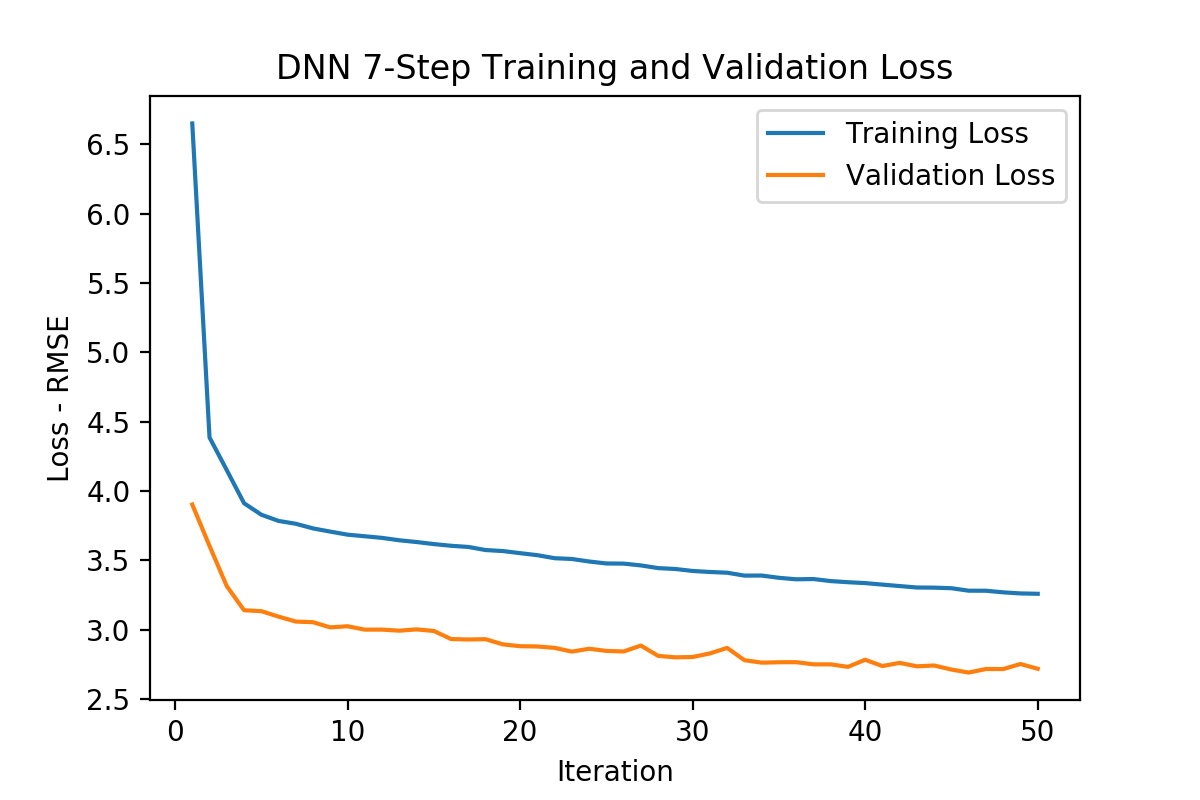 DNN 7-Step Training and Validation Loss
Training Loss
Validation Loss
Loss - RMSE
6.5
6.0
5.5
5.0
4.5
4.0
3.5
3.0
2.5
0 10 20 30 40 50
Iteration